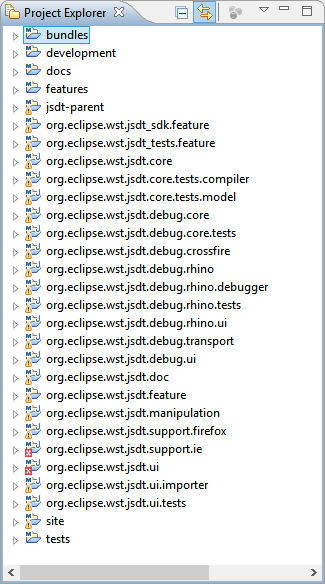 Project Explorer
bundles
development
docs
features
jsdt-parent
org.eclipse.wst.jsdt_sdk.feature
org.eclipse.wst.jsdt_tests.feature
org.eclipse.wst.jsdt.core
org.eclipse.wst.jsdt.core.tests.compiler
org.eclipse.wst.jsdt.core.tests.model
org.eclipse.wst.jsdt.debug.core
org.eclipse.wst.jsdt.debug.core.tests
org.eclipse.wst.jsdt.debug.crossfire
org.eclipse.wst.jsdt.debug.rhino
org.eclipse.wst.jsdt.debug.rhino.debugger
org.eclipse.wst.jsdt.debug.rhino.tests
org.eclipse.wst.jsdt.debug.rhino.ui
org.eclipse.wst.jsdt.debug.transport
org.eclipse.wst.jsdt.debug.ui
org.eclipse.wst.jsdt.doc
org.eclipse.wst.jsdt.feature
org.eclipse.wst.jsdt.manipulation
org.eclipse.wst.jsdt.support.firefox
org.eclipse.wst.jsdt.support.ie
org.eclipse.wst.jsdt.ui
org.eclipse.wst.jsdt.ui.importer
org.eclipse.wst.jsdt.ui.tests
site
tests